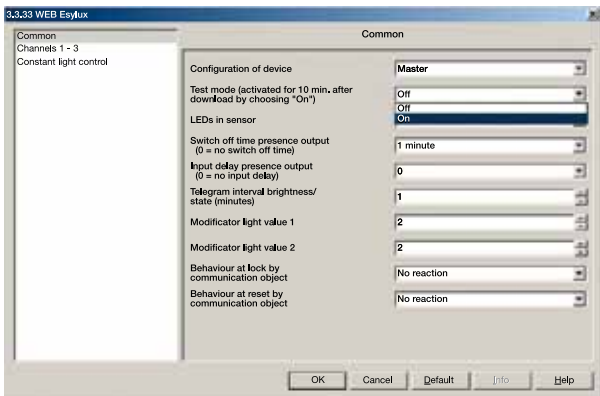 3.3.33 WEB Esylux
Common
Channels 1 - 3
Constant light control
Common
Configuration of device
Master
Test mode (activated for 10 min. after
download by choosing "On")
Off
Off
On
LEDs in sensor
Switch off time presence output
(0 = no switch off time)
1 minute
Input delay presence output
(0 = no input delay)
0
Telegram interval brightness/
state (minutes)
1
Modificator light value 1
2
Modificator light value 2
2
Behaviour at lock by
communication object
No reaction
Behaviour at reset by
communication object
No reaction
OK
Cancel
Default
Info
Help